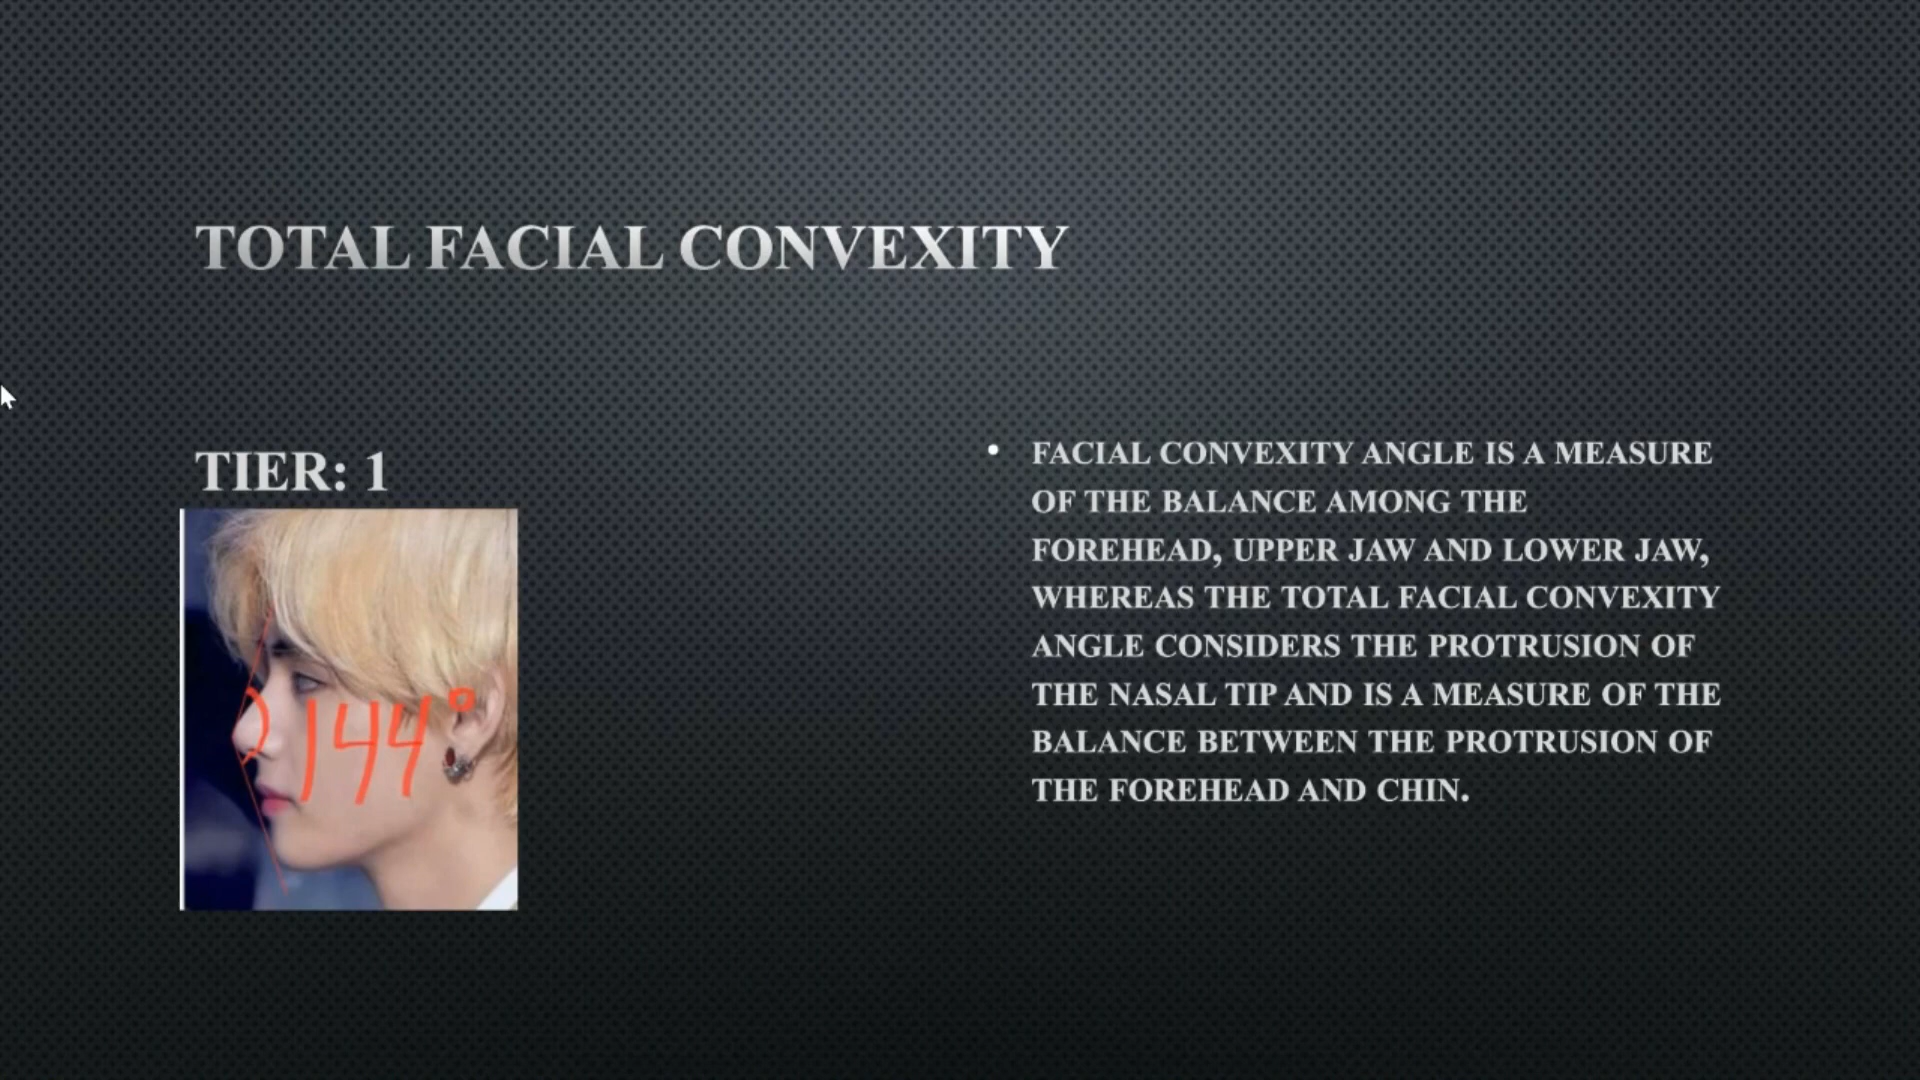 TOTAL FACIAL CONVEXITY
TIER: 1
144°
• FACIAL CONVEXITY ANGLE IS A MEASURE
OF THE BALANCE AMONG THE
FOREHEAD, UPPER JAW AND LOWER JAW,
WHEREAS THE TOTAL FACIAL CONVEXITY
ANGLE CONSIDERS THE PROTRUSION OF
THE NASAL TIP AND IS A MEASURE OF THE
BALANCE BETWEEN THE PROTRUSION OF
THE FOREHEAD AND CHIN.